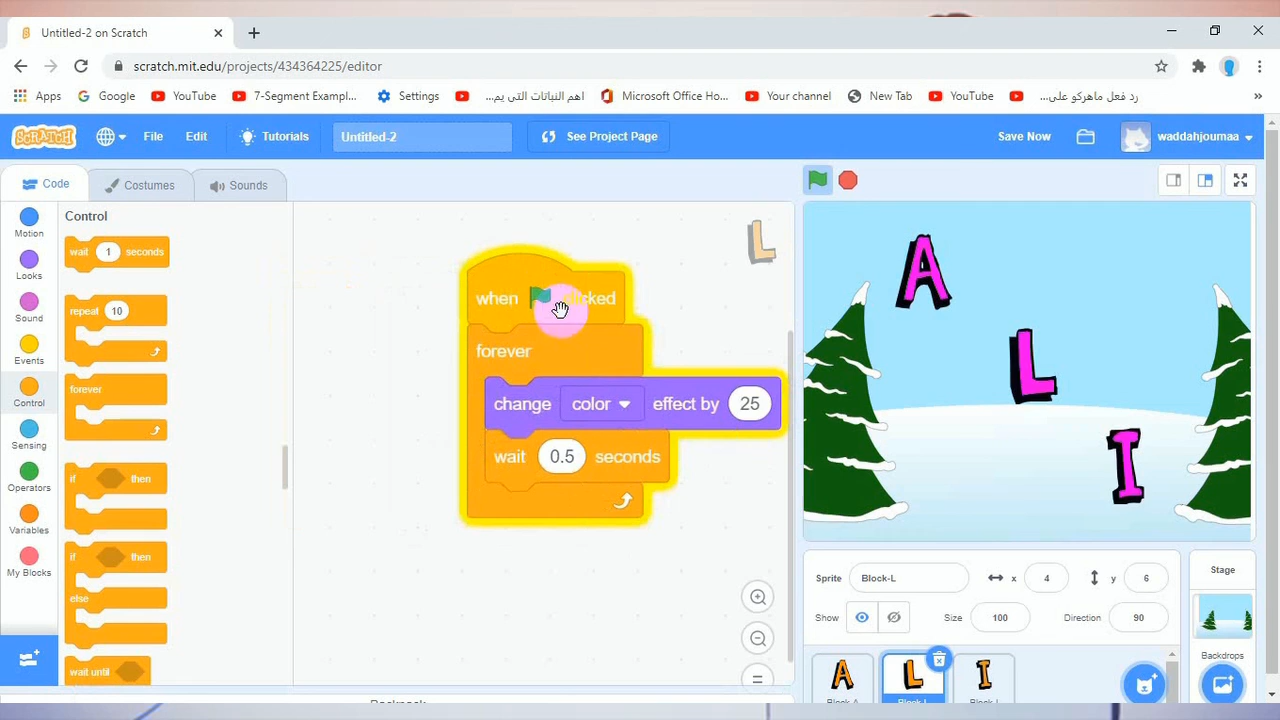 Untitled-2 on Scratch
scratch.mit.edu/projects/434364225/editor
Apps Google YouTube 7-Segment Exampl... Settings اهم النباتات التى يم... Microsoft Office Ho... Your channel New Tab YouTube رد فعل ماهركو على... »
SCRATCH File Edit Tutorials Untitled-2 See Project Page Save Now waddahjoumaa
Code Costumes Sounds
Motion
Looks
Sound
Events
Control
Sensing
Operators
Variables
My Blocks
Control
wait 1 seconds
repeat 10
forever
if then
if then
else
wait until
when clicked
forever
change color effect by 25
wait 0.5 seconds
A
L
I
Sprite Block-L x 4 y 6
Show Size 100 Direction 90
Stage
Backdrops
A L I